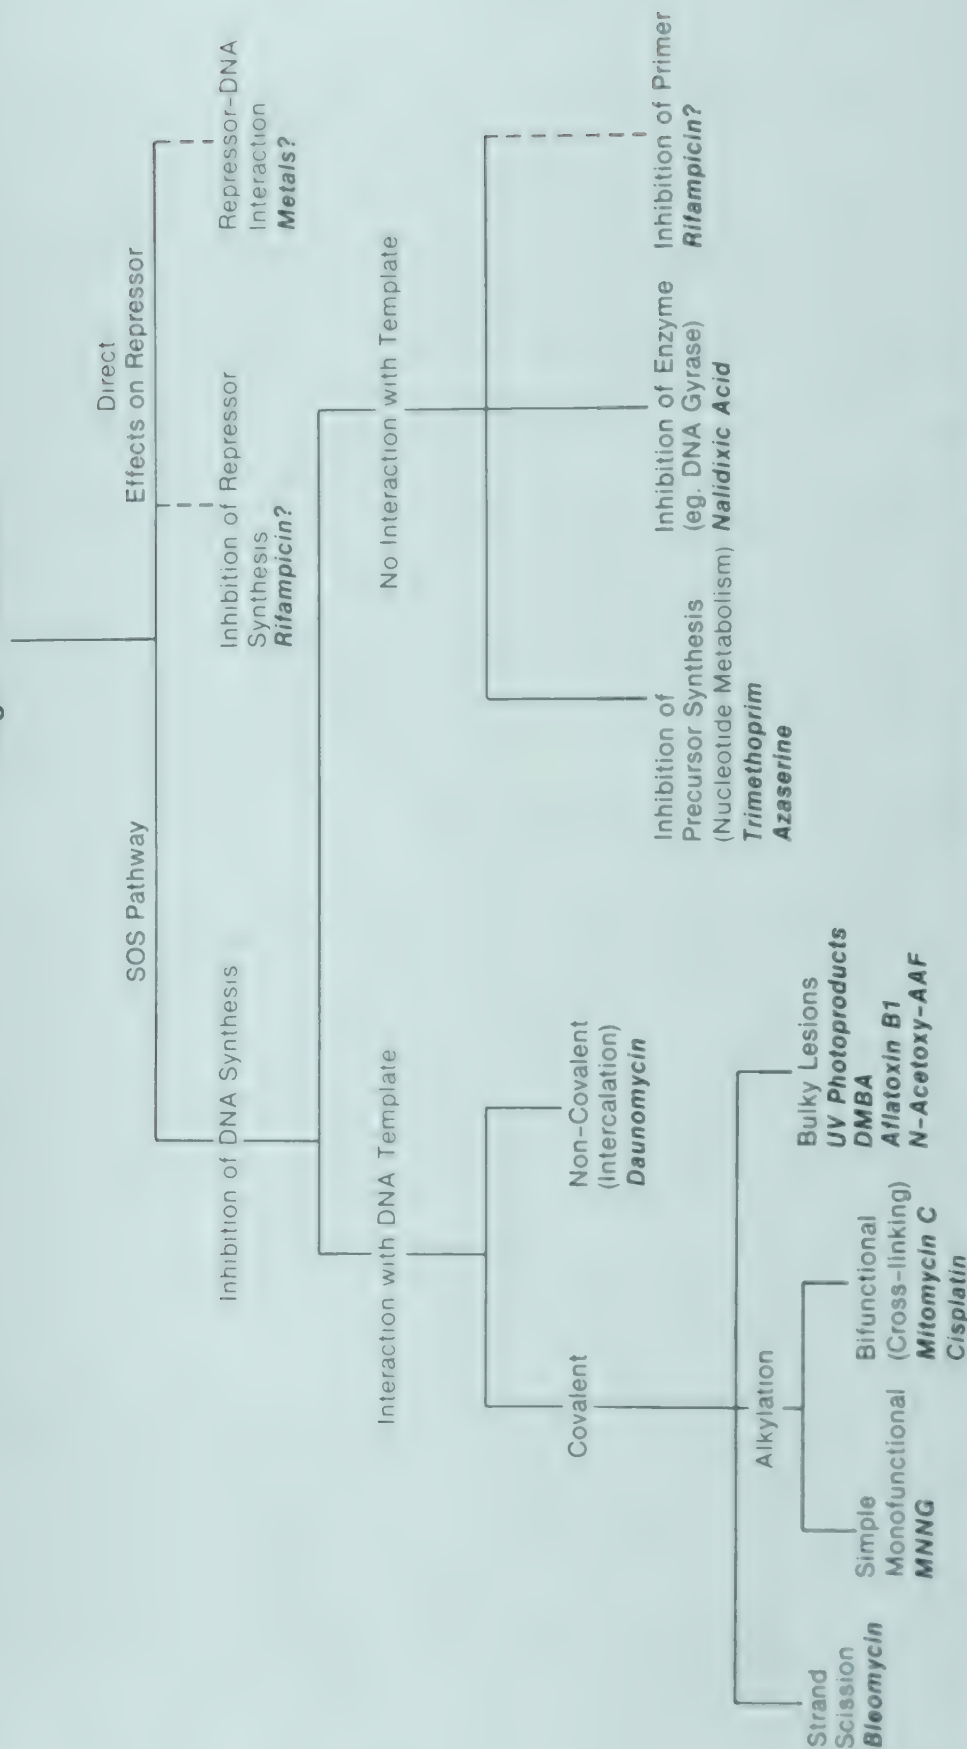 SOS Pathway
Direct
Effects on Repressor
Inhibition of DNA Synthesis
Inhibition of Repressor
Synthesis
Rifampicin?
Repressor-DNA
Interaction
Metals?
Interaction with DNA Template
No Interaction with Template
Covalent
Non-Covalent
(Intercalation)
Daunomycin
Inhibition of
Precursor Synthesis
(Nucleotide Metabolism)
Trimethoprim
Azaserine
Inhibition of Enzyme
(eg. DNA Gyrase)
Nalidixic Acid
Inhibition of Primer
Rifampicin?
Strand
Scission
Bleomycin
Alkylation
Simple
Monofunctional
MNNG
Bifunctional
(Cross-linking)
Mitomycin C
Cisplatin
Bulky Lesions
UV Photoproducts
DMBA
Aflatoxin B1
N-Acetoxy-AAF